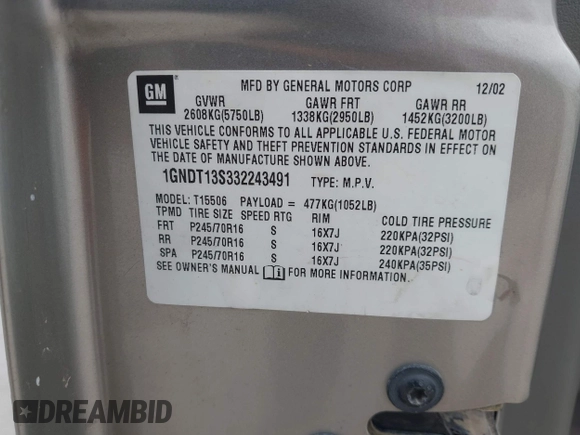 GM
MFD BY GENERAL MOTORS CORP 12/02
GVWR GAWR FRT GAWR RR
2608KG(5750LB) 1338KG(2950LB) 1452KG(3200LB)
THIS VEHICLE CONFORMS TO ALL APPLICABLE U.S. FEDERAL MOTOR
VEHICLE SAFETY AND THEFT PREVENTION STANDARDS IN EFFECT ON
THE DATE OF MANUFACTURE SHOWN ABOVE.
1GNDT13S332243491 TYPE: M.P.V.
MODEL: T15506 PAYLOAD = 477KG(1052LB)
TPMD TIRE SIZE SPEED RTG RIM COLD TIRE PRESSURE
FRT P245/70R16 S 16X7J 220KPA(32PSI)
RR P245/70R16 S 16X7J 220KPA(32PSI)
SPA P245/70R16 S 16X7J 240KPA(35PSI)
SEE OWNER'S MANUAL FOR MORE INFORMATION.
DREAMBID